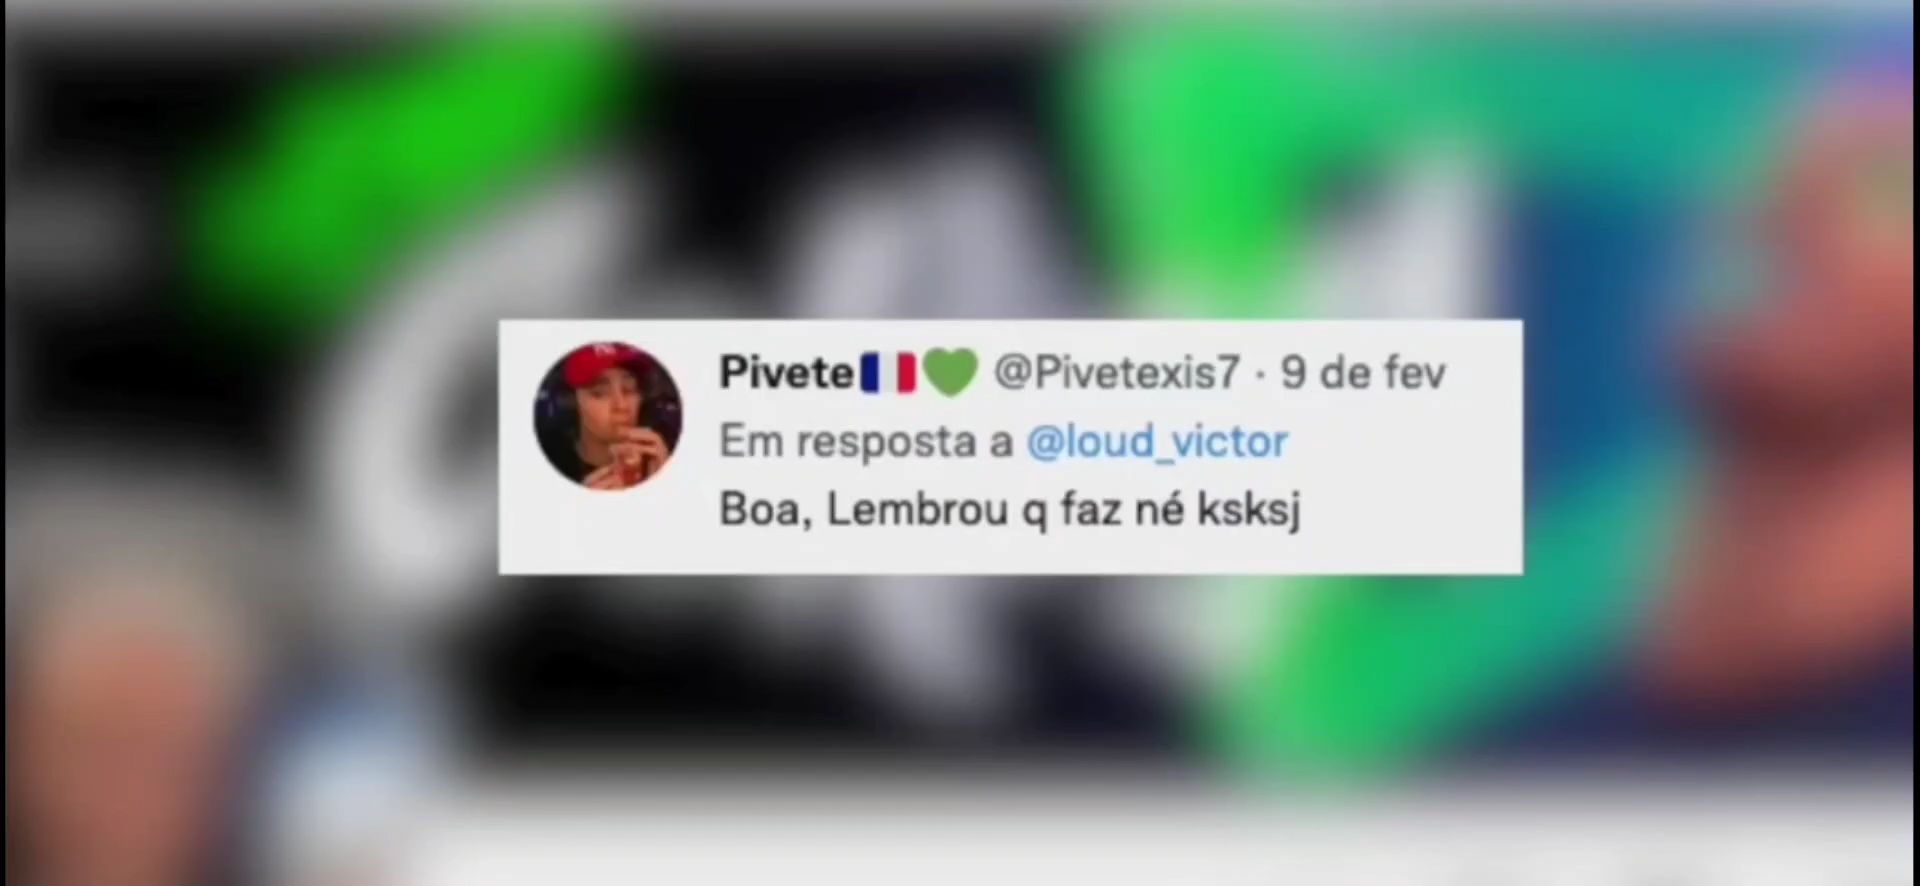 Pivete🇫🇷💚 @Pivetexis7 · 9 de fev
Em resposta a @loud_victor
Boa, Lembrou q faz né ksksj